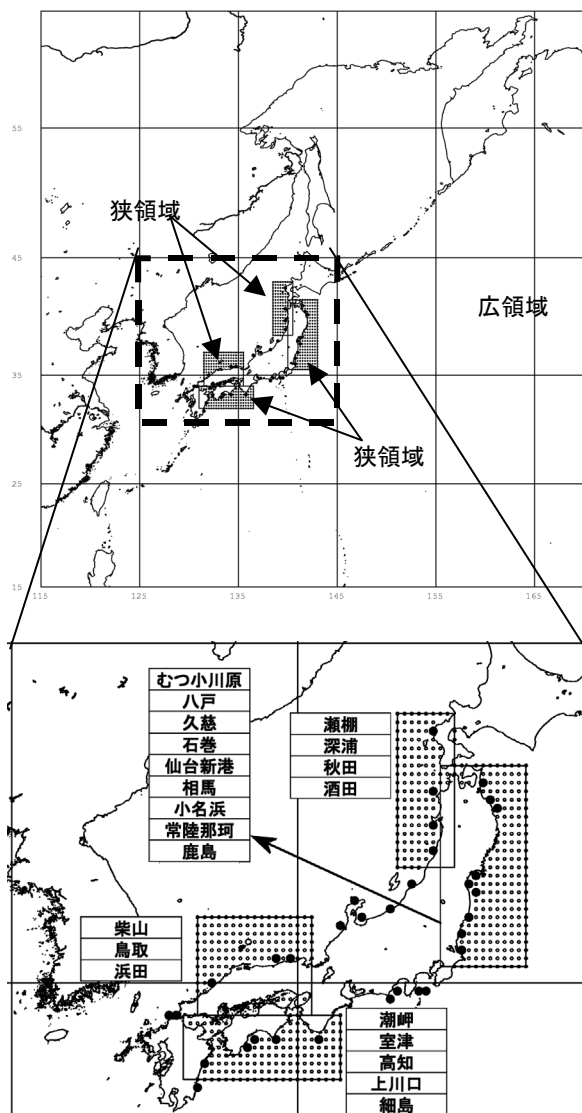 55
狭領域
45
広領域
35
狭領域
25
15
115
125
135
145
155
165
むつ小川原
八戸
久慈
石巻
仙台新港
相馬
小名浜
常陸那珂
鹿島
瀬棚
深浦
秋田
酒田
柴山
鳥取
浜田
潮岬
室津
高知
上川口
細島